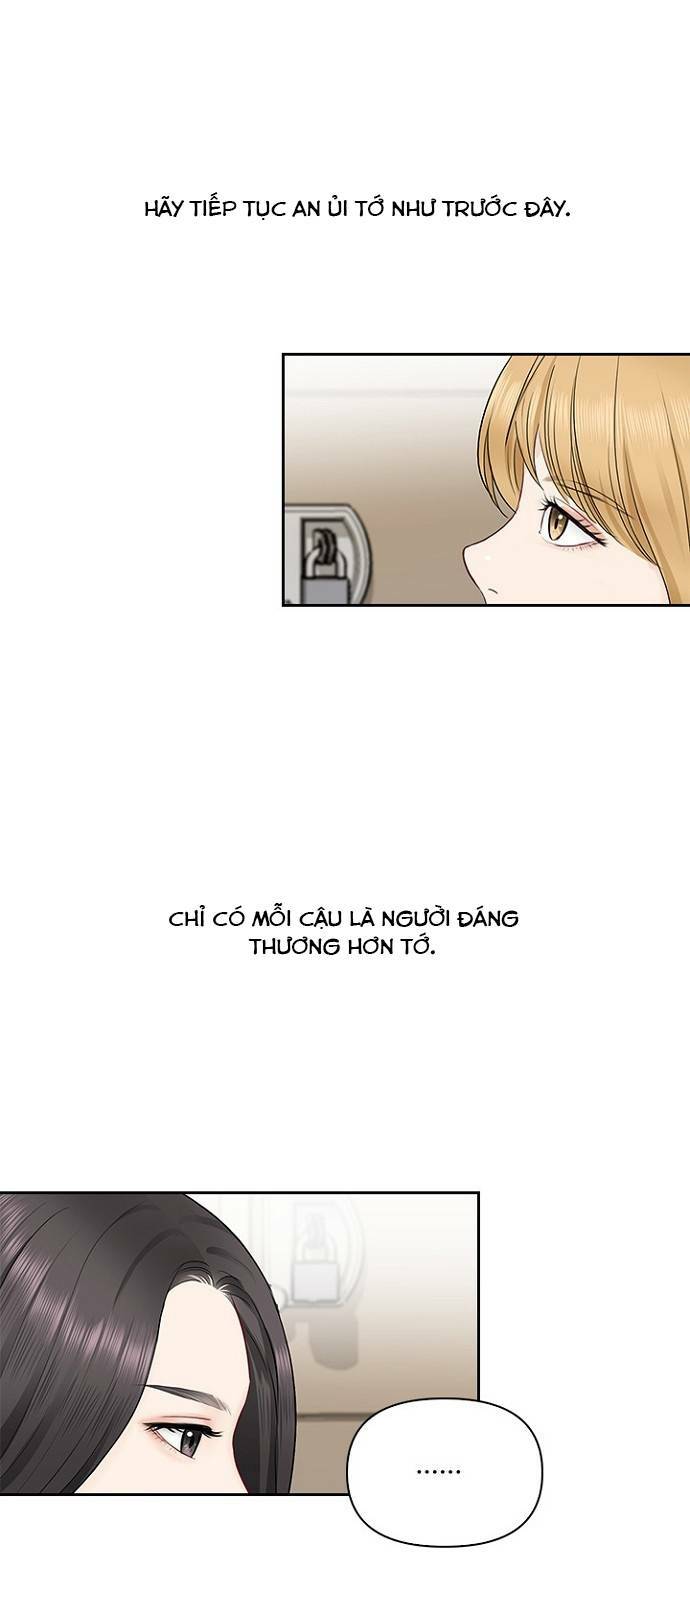 HÃY TIẾP TỤC AN ỦI TỚ NHƯ TRƯỚC ĐÂY.
CHỈ CÓ MỖI CẬU LÀ NGƯỜI ĐÁNG
THƯƠNG HƠN TỚ.
......